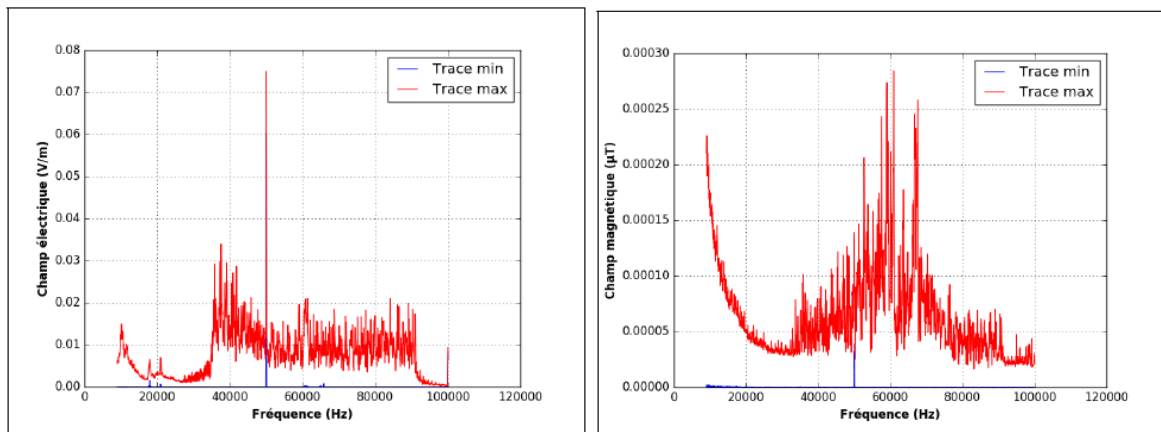 0.08
0.07
0.06
0.05
0.04
0.03
0.02
0.01
0.00
Champ électrique (V/m)
Trace min
Trace max
0 20000 40000 60000 80000 100000 120000
Fréquence (Hz)
0.00030
0.00025
0.00020
0.00015
0.00010
0.00005
0.00000
Champ magnétique (µT)
Trace min
Trace max
0 20000 40000 60000 80000 100000 120000
Fréquence (Hz)